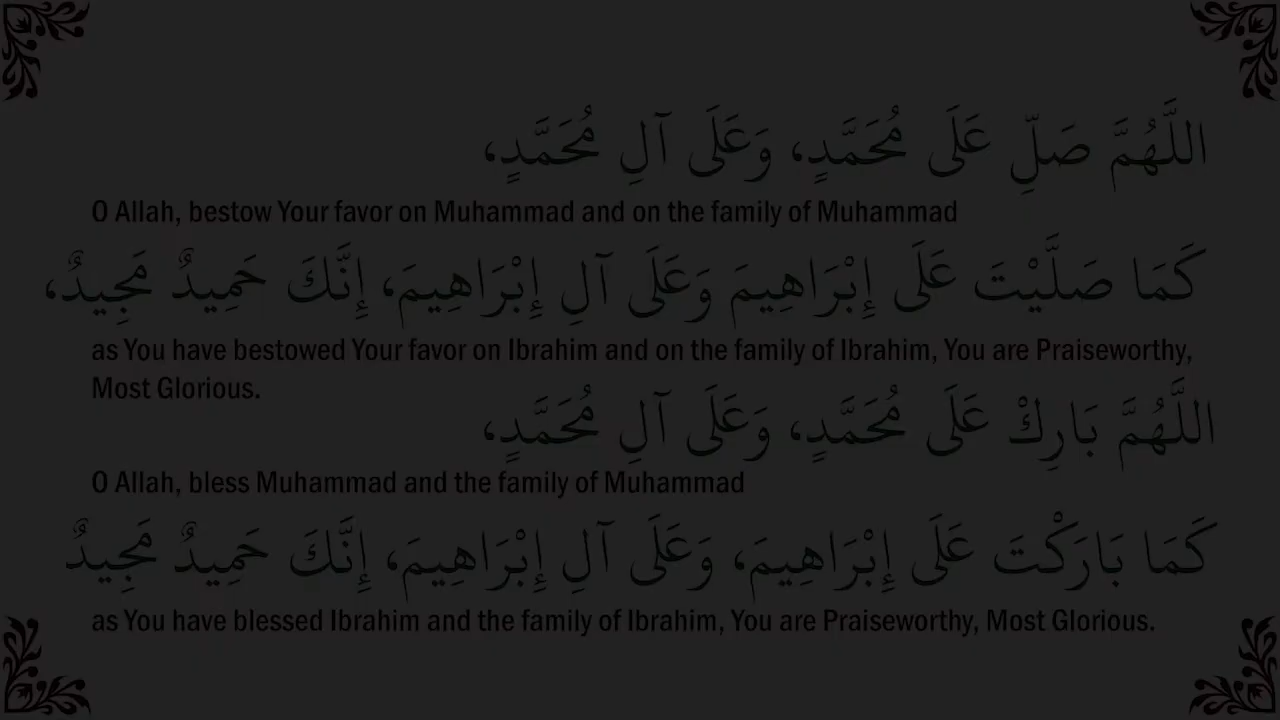 اللَّهُمَّ صَلِّ عَلَى مُحَمَّدٍ، وَعَلَى آلِ مُحَمَّدٍ،
O Allah, bestow Your favor on Muhammad and on the family of Muhammad
كَمَا صَلَّيْتَ عَلَى إِبْرَاهِيمَ وَعَلَى آلِ إِبْرَاهِيمَ، إِنَّكَ حَمِيدٌ مَجِيدٌ،
as You have bestowed Your favor on Ibrahim and on the family of Ibrahim, You are Praiseworthy,
Most Glorious.
اللَّهُمَّ بَارِكْ عَلَى مُحَمَّدٍ، وَعَلَى آلِ مُحَمَّدٍ،
O Allah, bless Muhammad and the family of Muhammad
كَمَا بَارَكْتَ عَلَى إِبْرَاهِيمَ، وَعَلَى آلِ إِبْرَاهِيمَ، إِنَّكَ حَمِيدٌ مَجِيدٌ
as You have blessed Ibrahim and the family of Ibrahim, You are Praiseworthy, Most Glorious.